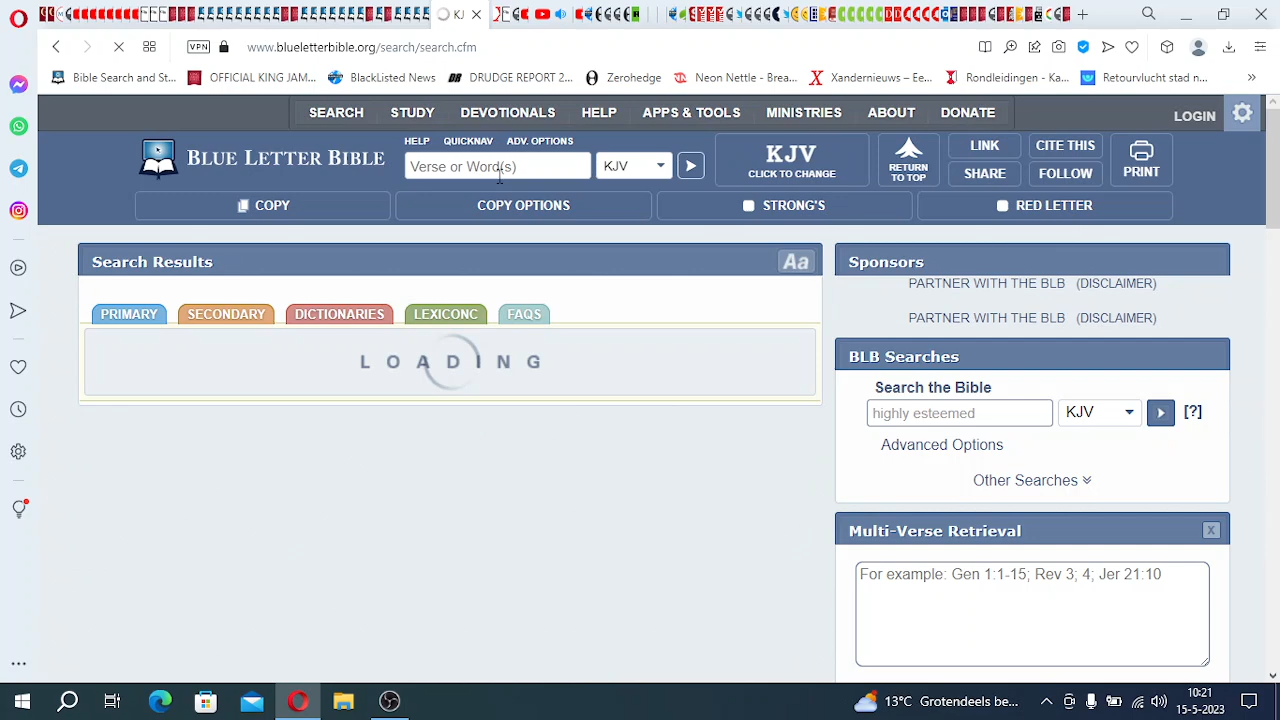 KJ
VPN
www.blueletterbible.org/search/search.cfm
Bible Search and St...
OFFICIAL KING JAM...
BlackListed News
DRUDGE REPORT 2...
Zerohedge
Neon Nettle - Brea...
Xandernieuws – Ee...
Rondleidingen - Ka...
Retourvlucht stad n...
SEARCH STUDY DEVOTIONALS HELP APPS & TOOLS MINISTRIES ABOUT DONATE
LOGIN
BLUE LETTER BIBLE
HELP QUICKNAV ADV. OPTIONS
Verse or Word(s)
KJV
KJV
CLICK TO CHANGE
RETURN
TO TOP
LINK
CITE THIS
SHARE
FOLLOW
PRINT
COPY
COPY OPTIONS
STRONG'S
RED LETTER
Search Results
Aa
PRIMARY SECONDARY DICTIONARIES LEXICONC FAQS
LOADING
Sponsors
PARTNER WITH THE BLB (DISCLAIMER)
PARTNER WITH THE BLB (DISCLAIMER)
BLB Searches
Search the Bible
highly esteemed
KJV
[?]
Advanced Options
Other Searches
Multi-Verse Retrieval
X
For example: Gen 1:1-15; Rev 3; 4; Jer 21:10
13°C Grotendeels be...
10:21
15-5-2023